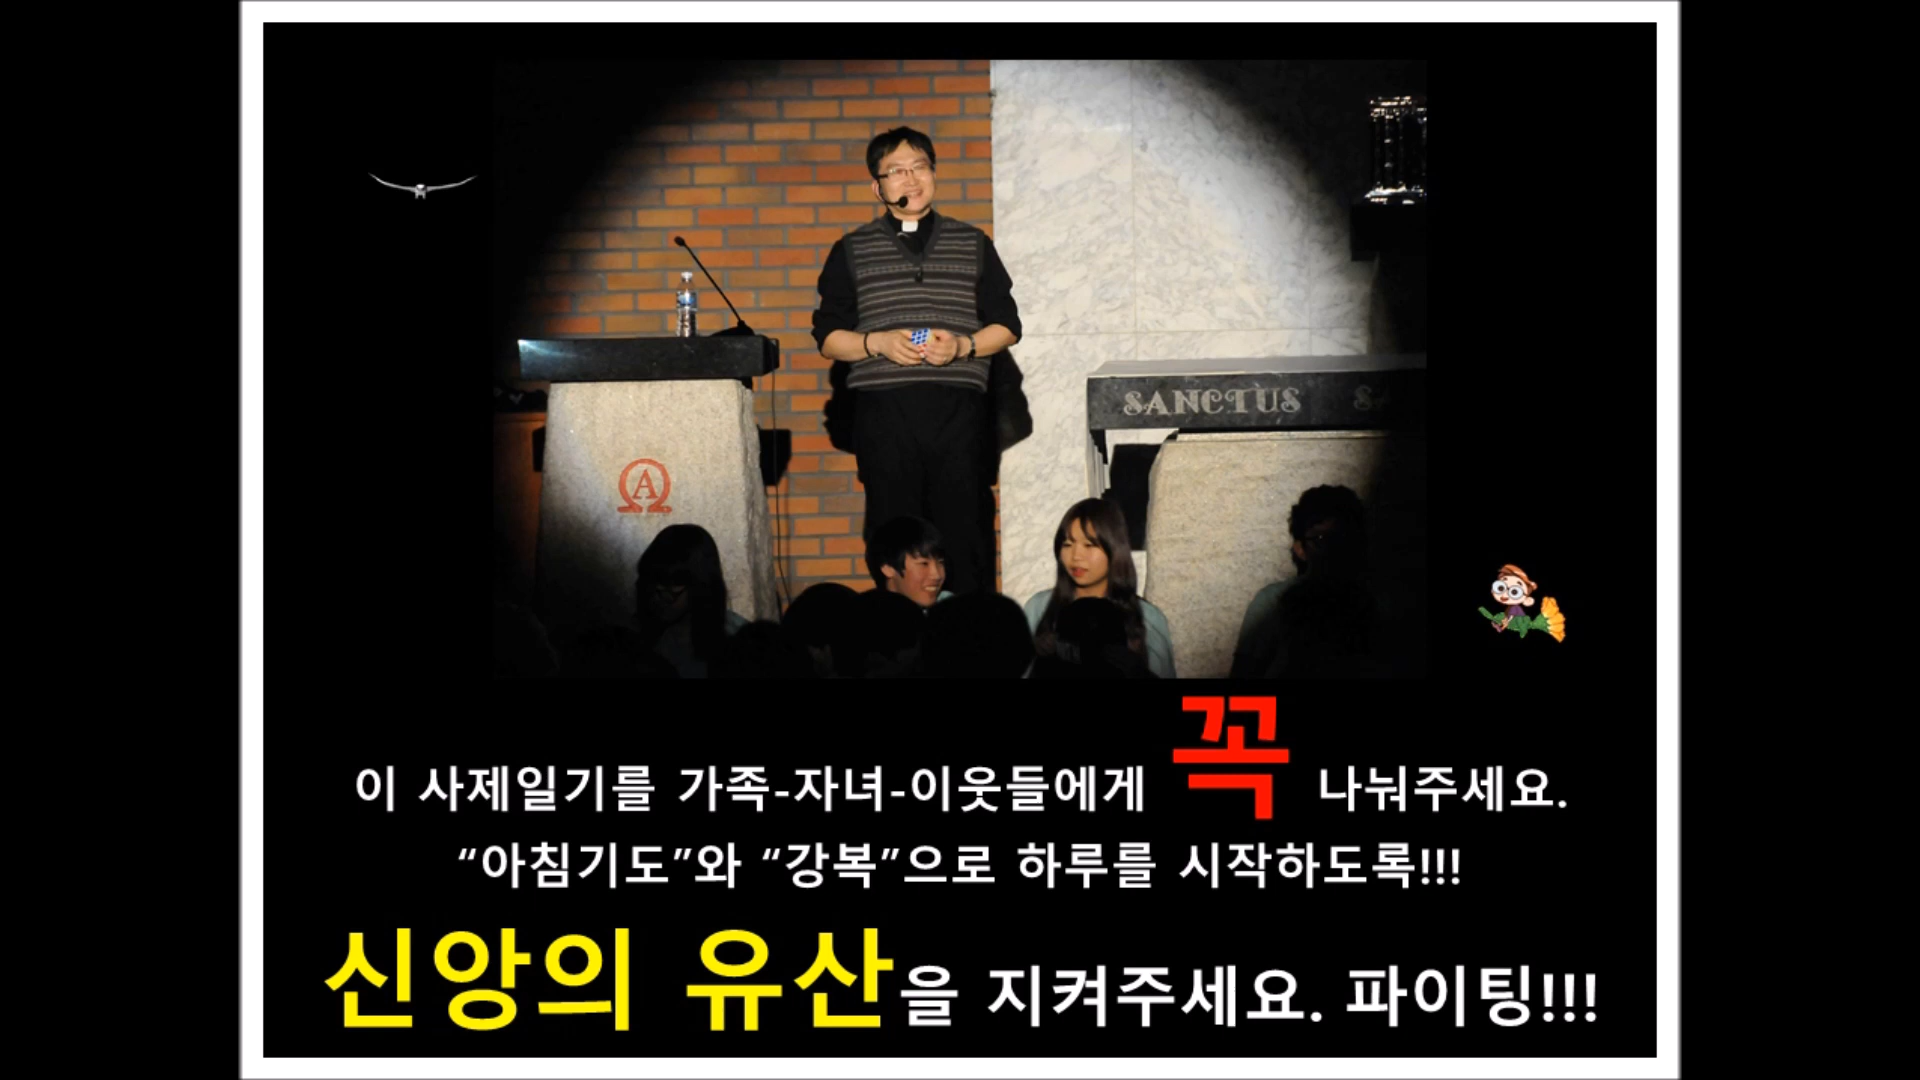 SANCTUS SA
Α
Ω
이 사제일기를 가족-자녀-이웃들에게 꼭 나눠주세요.
“아침기도”와 “강복”으로 하루를 시작하도록!!!
신앙의 유산을 지켜주세요. 파이팅!!!